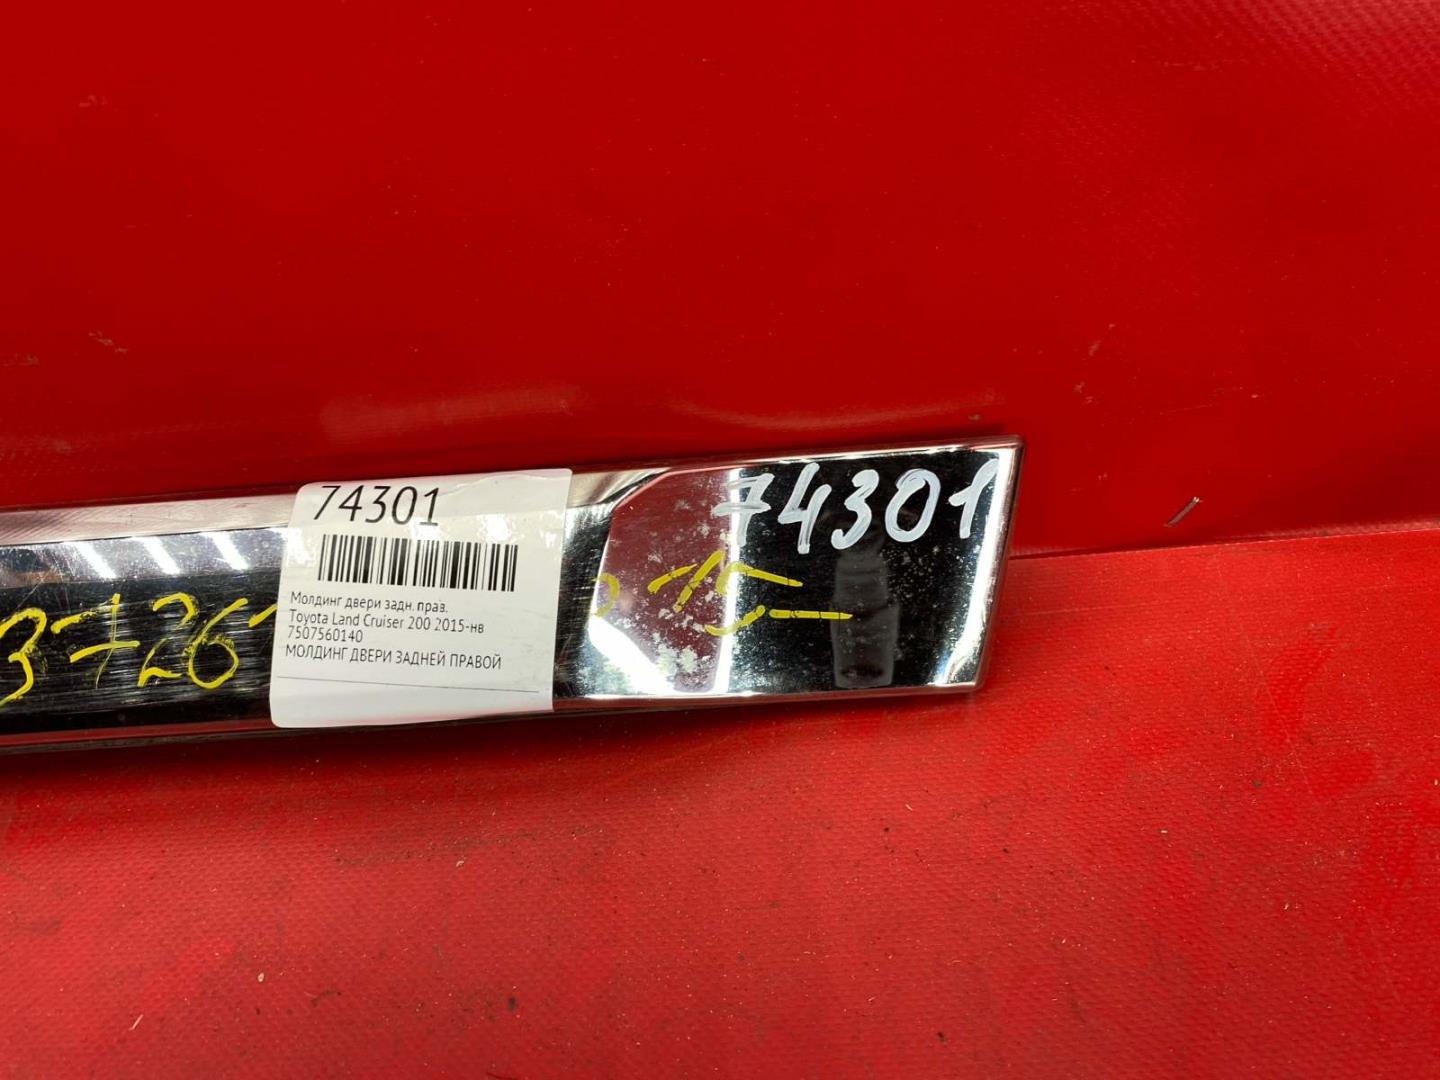 74301
74301
Молдинг двери задн. прав.
Toyota Land Cruiser 200 2015-нв
7507560140
МОЛДИНГ ДВЕРИ ЗАДНЕЙ ПРАВОЙ